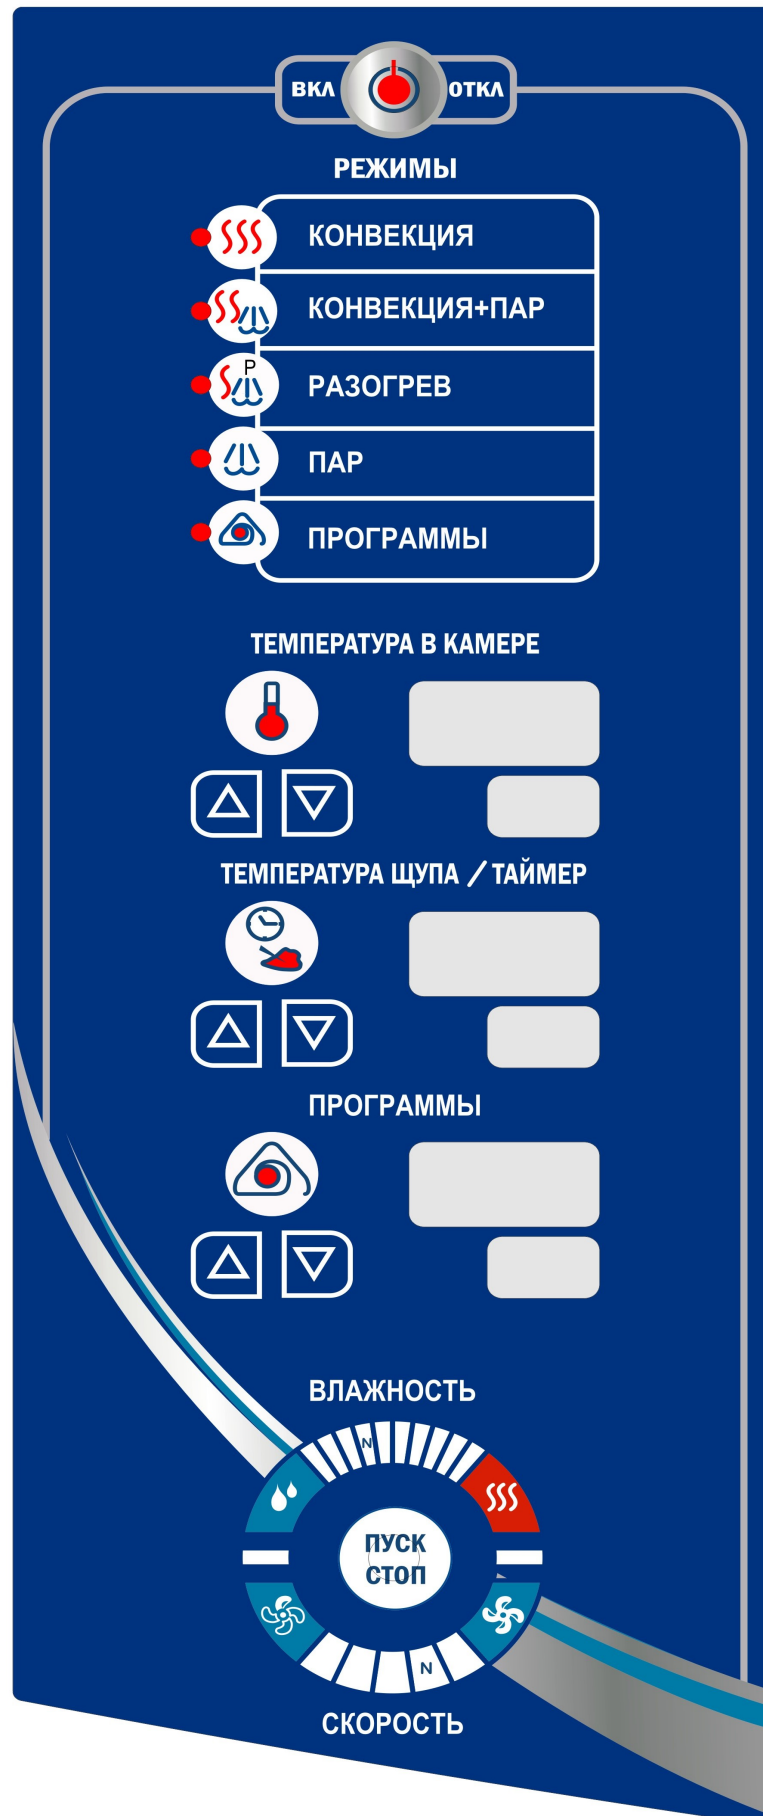 ВКЛ ОТКЛ
РЕЖИМЫ
КОНВЕКЦИЯ
КОНВЕКЦИЯ+ПАР
P
РАЗОГРЕВ
ПАР
ПРОГРАММЫ
ТЕМПЕРАТУРА В КАМЕРЕ
ТЕМПЕРАТУРА ЩУПА / ТАЙМЕР
ПРОГРАММЫ
ВЛАЖНОСТЬ
N
ПУСК
СТОП
N
СКОРОСТЬ